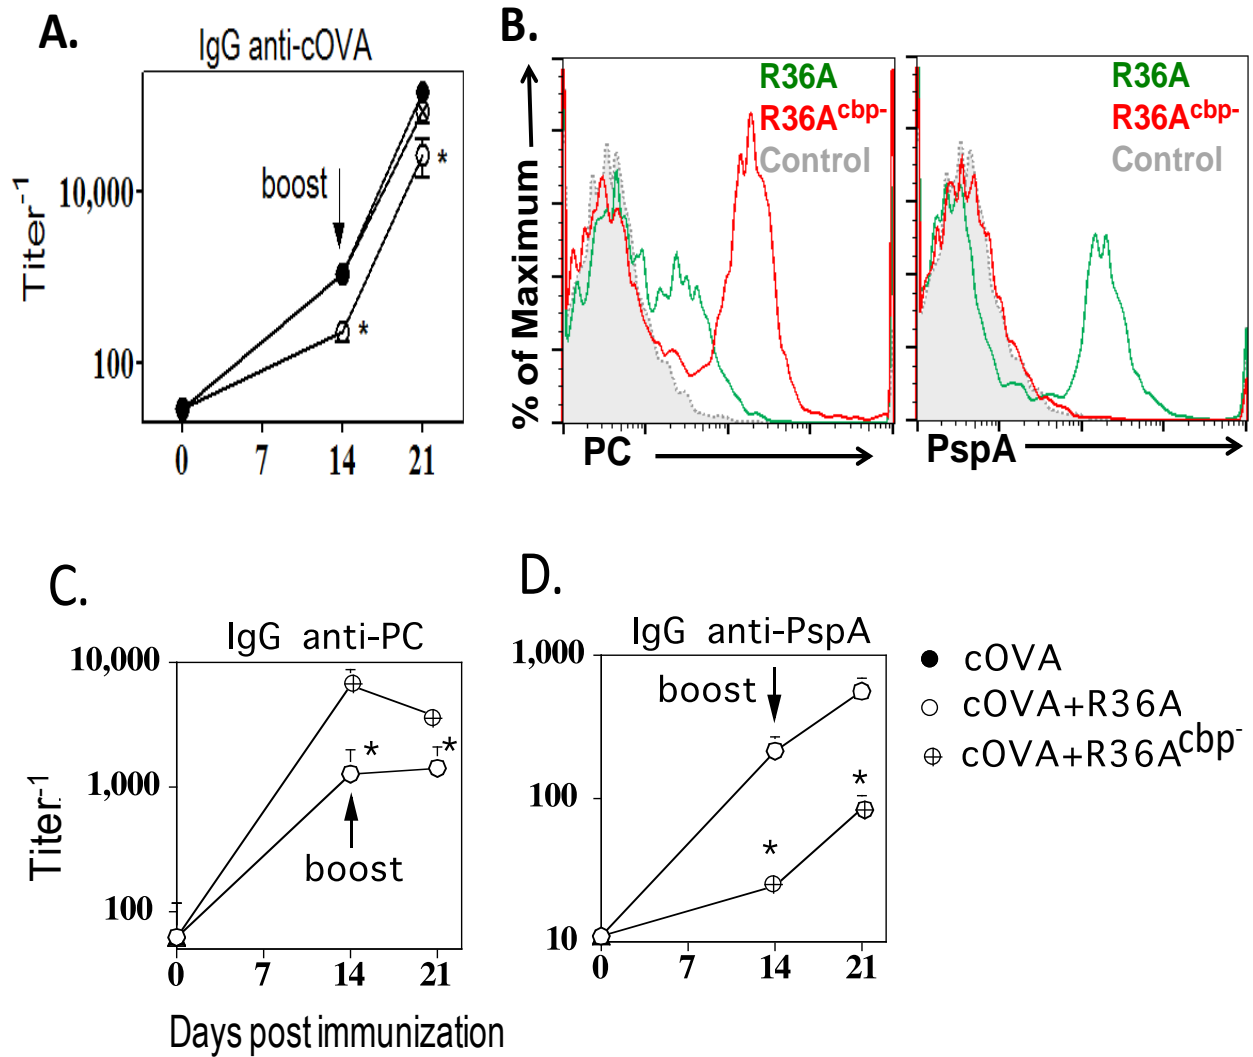 A.
IgG anti-cOVA
Titer-1
10,000
100
boost
*
*
0 7 14 21
B.
% of Maximum
R36A
R36Acbp-
Control
PC
R36A
R36Acbp-
Control
PspA
C.
IgG anti-PC
Titer-1
10,000
1,000
100
*
*
boost
0 7 14 21
Days post immunization
D.
IgG anti-PspA
1,000
100
10
boost
*
*
0 7 14 21
cOVA
cOVA+R36A
cOVA+R36Acbp-